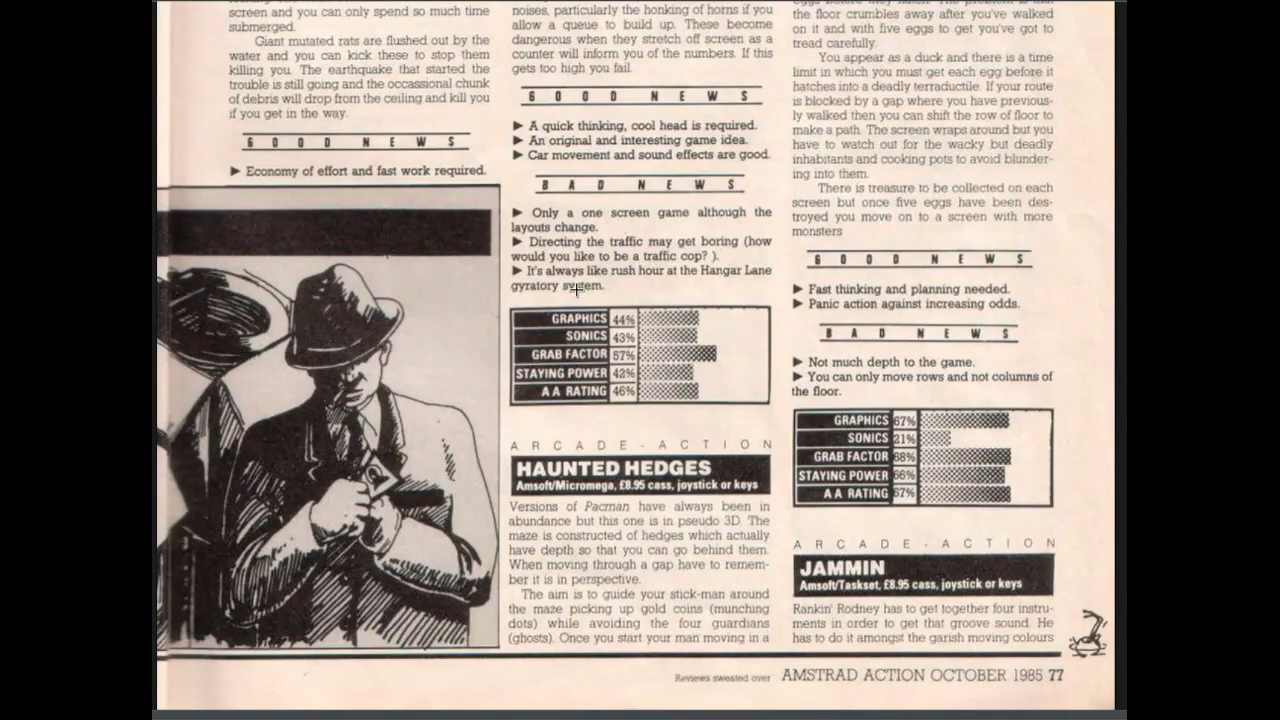 screen and you can only spend so much time
submerged.
Giant mutated rats are flushed out by the
water and you can kick these to stop them
killing you. The earthquake that started the
trouble is still going and the occassional chunk
of debris will drop from the ceiling and kill you
if you get in the way.
GOOD NEWS
► Economy of effort and fast work required.
noises, particularly the honking of horns if you
allow a queue to build up. These become
dangerous when they stretch off screen as a
counter will inform you of the numbers. If this
gets too high you fail.
GOOD NEWS
► A quick thinking, cool head is required.
► An original and interesting game idea.
► Car movement and sound effects are good.
BAD NEWS
► Only a one screen game although the
layouts change.
► Directing the traffic may get boring (how
would you like to be a traffic cop? ).
► It's always like rush hour at the Hangar Lane
gyratory system.
GRAPHICS 44%
SONICS 43%
GRAB FACTOR 57%
STAYING POWER 42%
A A RATING 46%
ARCADE-ACTION
HAUNTED HEDGES
Amsoft/Micromega, £8.95 cass, joystick or keys
Versions of Pacman have always been in
abundance but this one is in pseudo 3D. The
maze is constructed of hedges which actually
have depth so that you can go behind them.
When moving through a gap have to remem-
ber it is in perspective.
The aim is to guide your stick-man around
the maze picking up gold coins (munching
dots) while avoiding the four guardians
(ghosts). Once you start your man moving in a
the floor crumbles away after you've walked
on it and with five eggs to get you've got to
tread carefully.
You appear as a duck and there is a time
limit in which you must get each egg before it
hatches into a deadly terraductile. If your route
is blocked by a gap where you have previous-
ly walked then you can shift the row of floor to
make a path. The screen wraps around but you
have to watch out for the wacky but deadly
inhabitants and cooking pots to avoid blunder-
ing into them.
There is treasure to be collected on each
screen but once five eggs have been des-
troyed you move on to a screen with more
monsters
GOOD NEWS
► Fast thinking and planning needed.
► Panic action against increasing odds.
BAD NEWS
► Not much depth to the game.
► You can only move rows and not columns of
the floor.
GRAPHICS 67%
SONICS 21%
GRAB FACTOR 68%
STAYING POWER 66%
A A RATING 67%
ARCADE-ACTION
JAMMIN
Amsoft/Taskset, £8.95 cass, joystick or keys
Rankin' Rodney has to get together four instru-
ments in order to get that groove sound. He
has to do it amongst the garish moving colours
Reviews sweated over AMSTRAD ACTION OCTOBER 1985 77